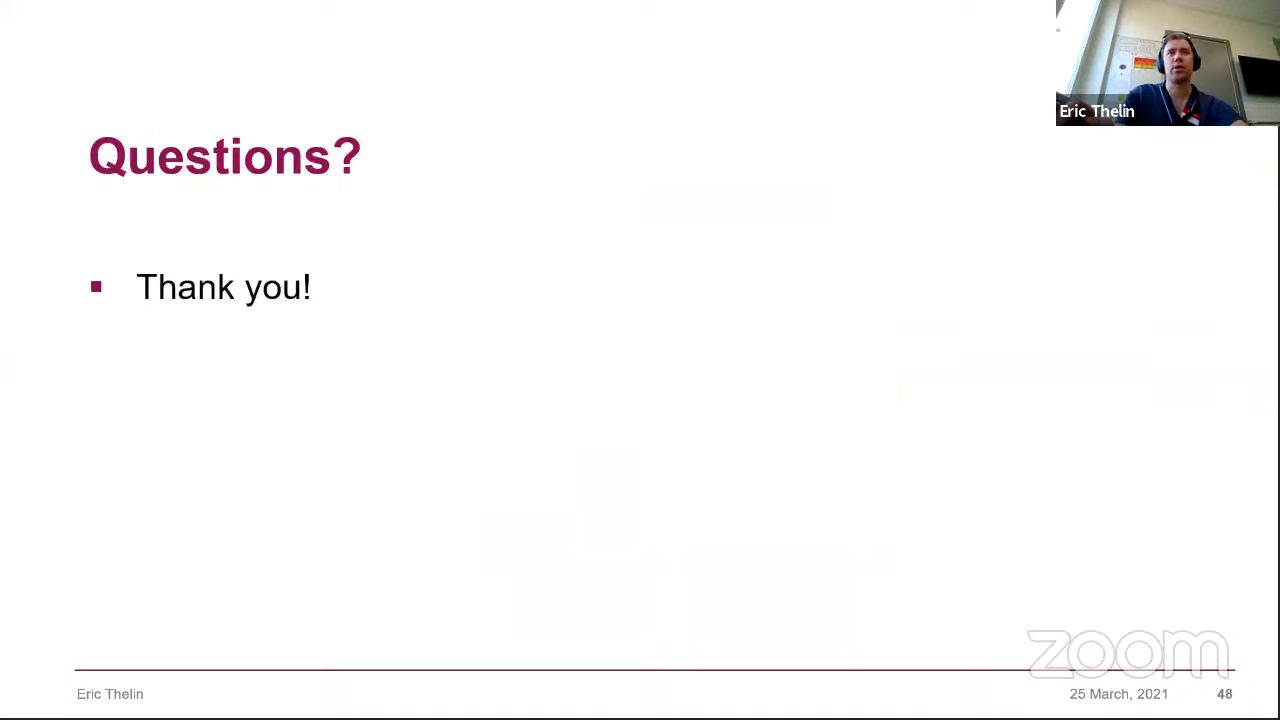 Eric Thelin
Questions?
Thank you!
zoom
Eric Thelin
25 March, 2021
48